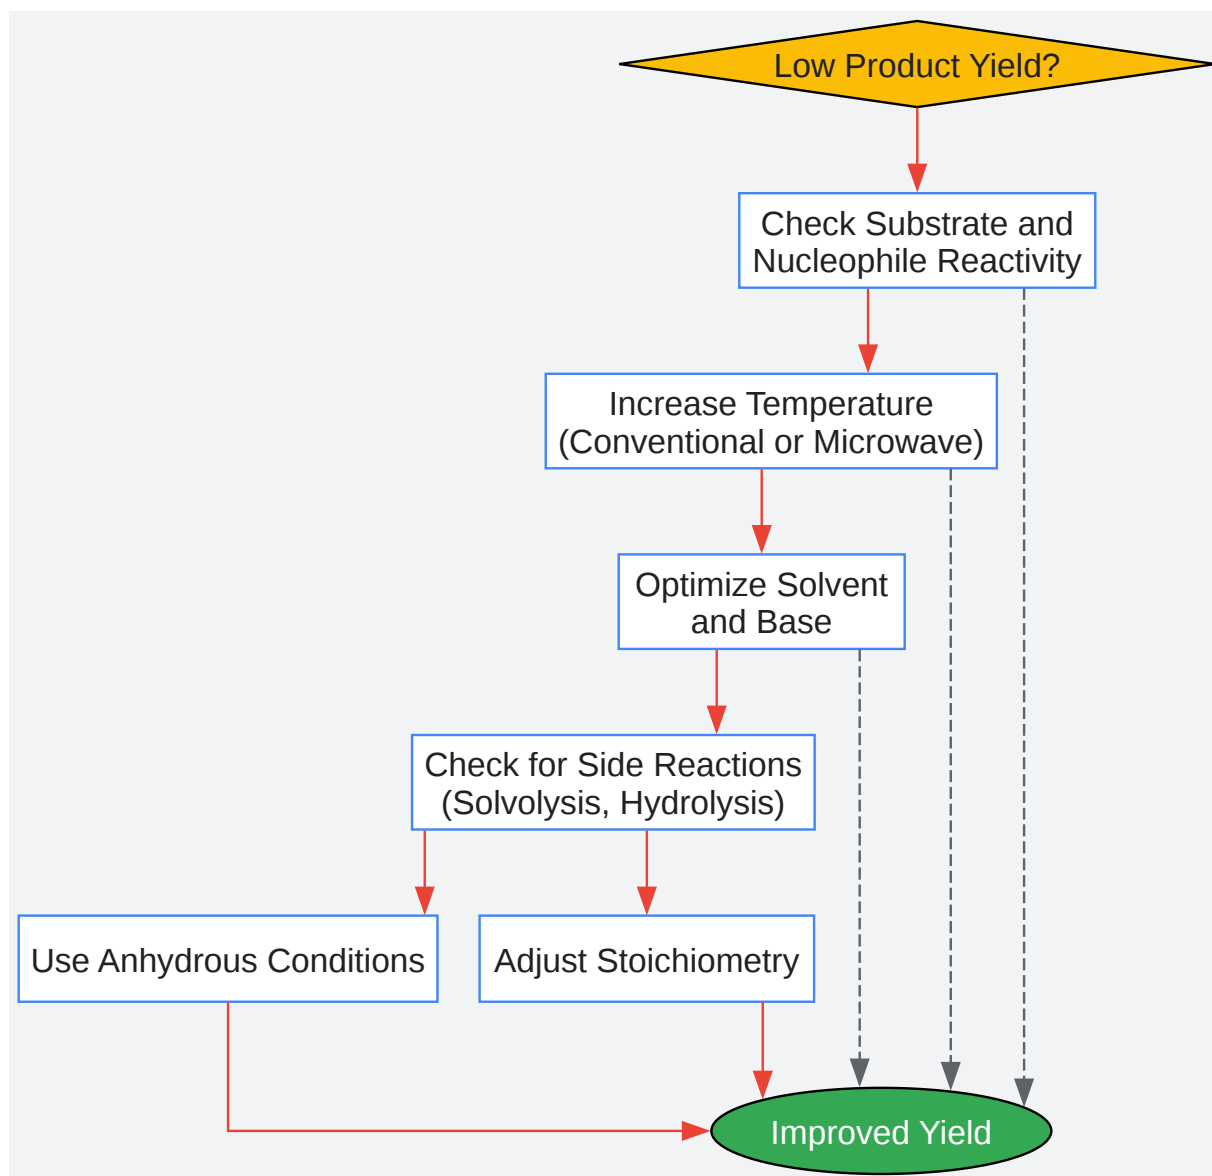 Low Product Yield?
Check Substrate and
Nucleophile Reactivity
Increase Temperature
(Conventional or Microwave)
Optimize Solvent
and Base
Check for Side Reactions
(Solvolysis, Hydrolysis)
Use Anhydrous Conditions
Adjust Stoichiometry
Improved Yield